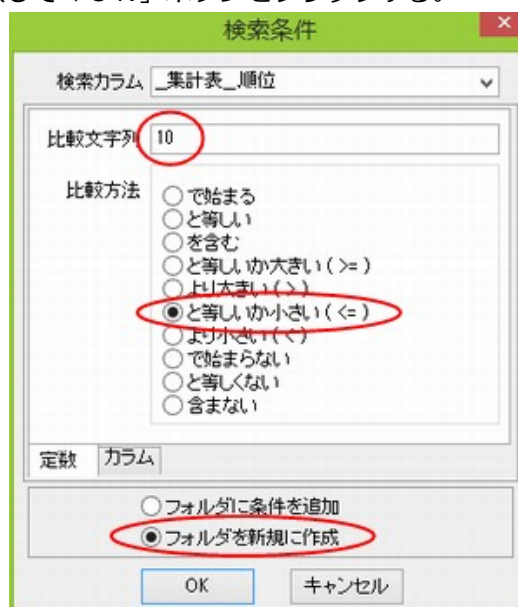 検索条件
検索カラム _集計表_順位
比較文字列 10
比較方法
で始まる
と等しい
を含む
と等しいか大きい ( >= )
より大きい ( > )
と等しいか小さい ( <= )
より小さい ( < )
で始まらない
と等しくない
含まない
定数 カラム
フォルダに条件を追加
フォルダを新規に作成
OK キャンセル